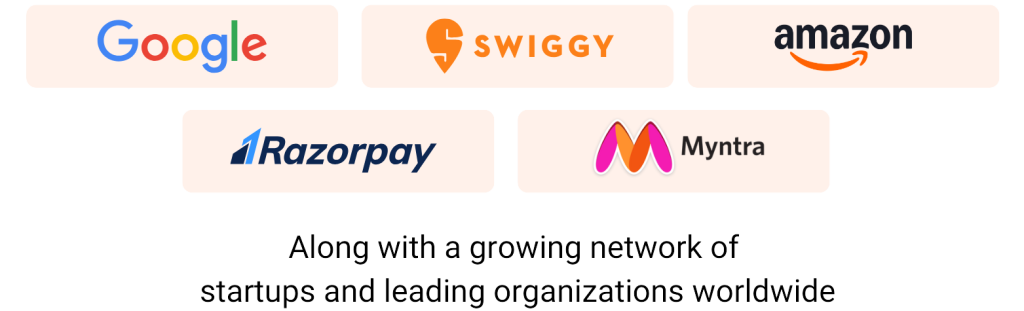 Google
SWIGGY
amazon
Razorpay
Myntra
Along with a growing network of
startups and leading organizations worldwide